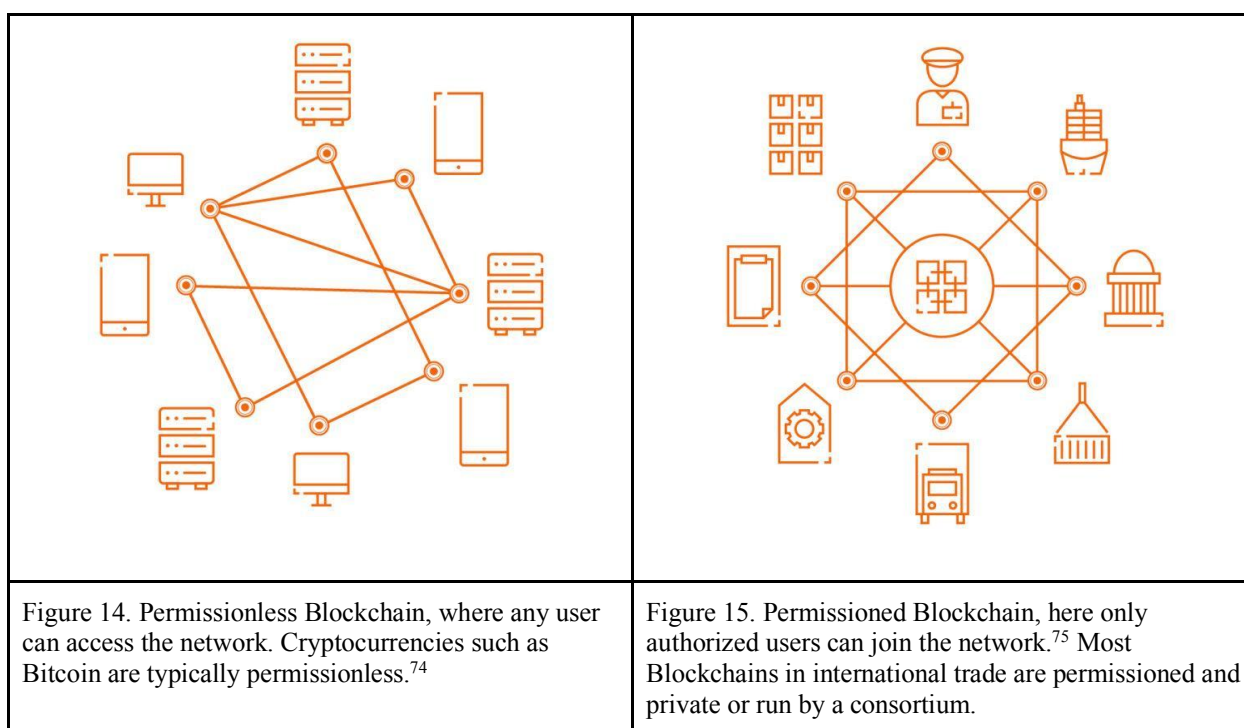 Figure 14. Permissionless Blockchain, where any user
can access the network. Cryptocurrencies such as
Bitcoin are typically permissionless.74
Figure 15. Permissioned Blockchain, here only
authorized users can join the network.75 Most
Blockchains in international trade are permissioned and
private or run by a consortium.